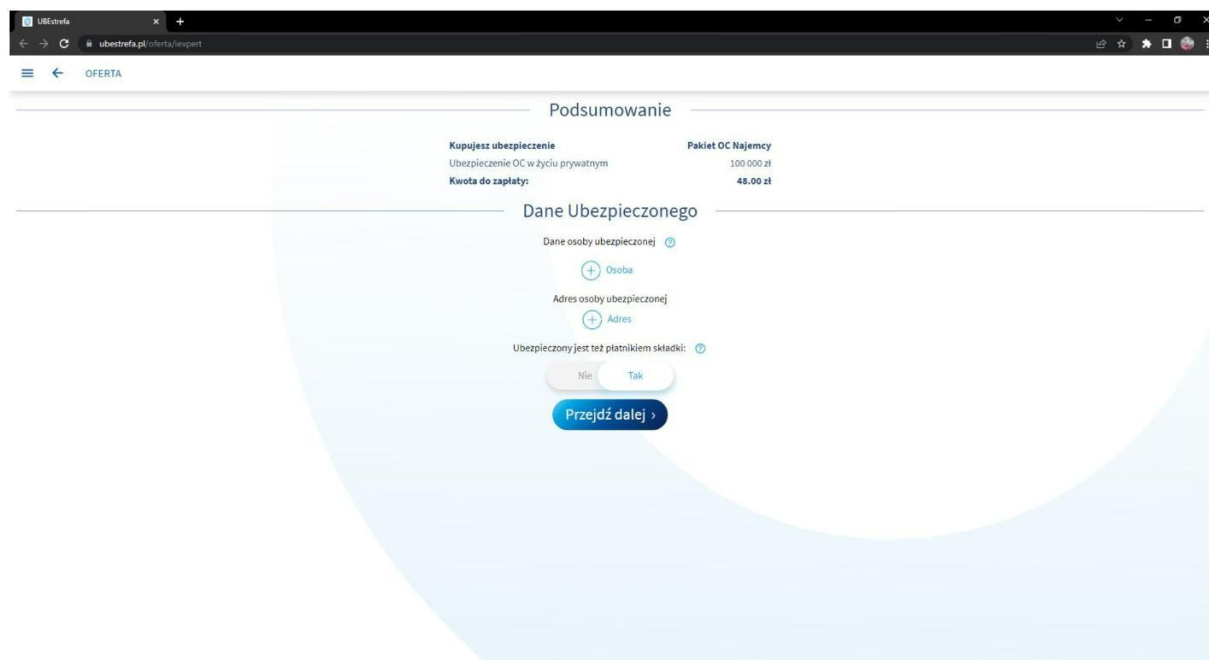 UBEstrefa
ubestrefa.pl/oferta/iexpert
OFERTA
Podsumowanie
Kupujesz ubezpieczenie Pakiet OC Najemcy
Ubezpieczenie OC w życiu prywatnym 100 000 zł
Kwota do zapłaty: 48.00 zł
Dane Ubezpieczonego
Dane osoby ubezpieczonej ?
+ Osoba
Adres osoby ubezpieczonej
+ Adres
Ubezpieczony jest też płatnikiem składki: ?
Nie Tak
Przejdź dalej ›